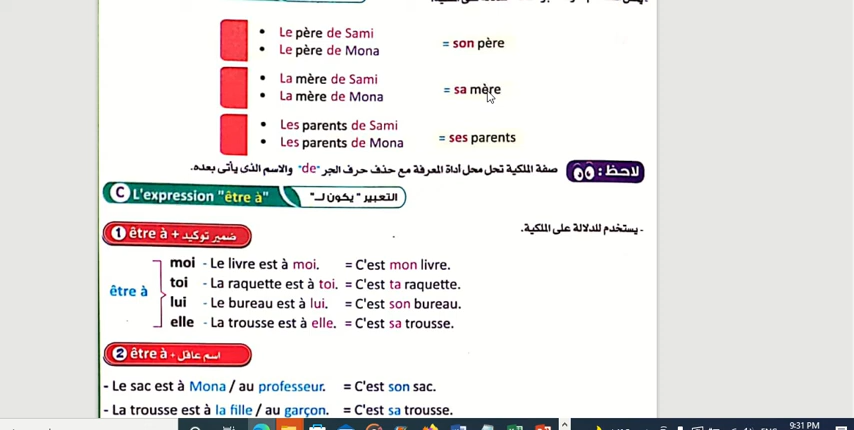 • Le père de Sami
• Le père de Mona
= son père
• La mère de Sami
• La mère de Mona
= sa mère
• Les parents de Sami
• Les parents de Mona
= ses parents
لاحظ : صفة الملكية تحل محل أداة المعرفة مع حذف حرف الجر "de" والاسم الذى يأتى بعده.
C L'expression "être à" التعبير "يكون لـ"
- يستخدم للدلالة على الملكية.
1 être à + ضمير توكيد
être à
moi - Le livre est à moi. = C'est mon livre.
toi - La raquette est à toi. = C'est ta raquette.
lui - Le bureau est à lui. = C'est son bureau.
elle - La trousse est à elle. = C'est sa trousse.
2 être à + اسم عاقل
- Le sac est à Mona / au professeur. = C'est son sac.
- La trousse est à la fille / au garçon. = C'est sa trousse.
ENG 9:31 PM